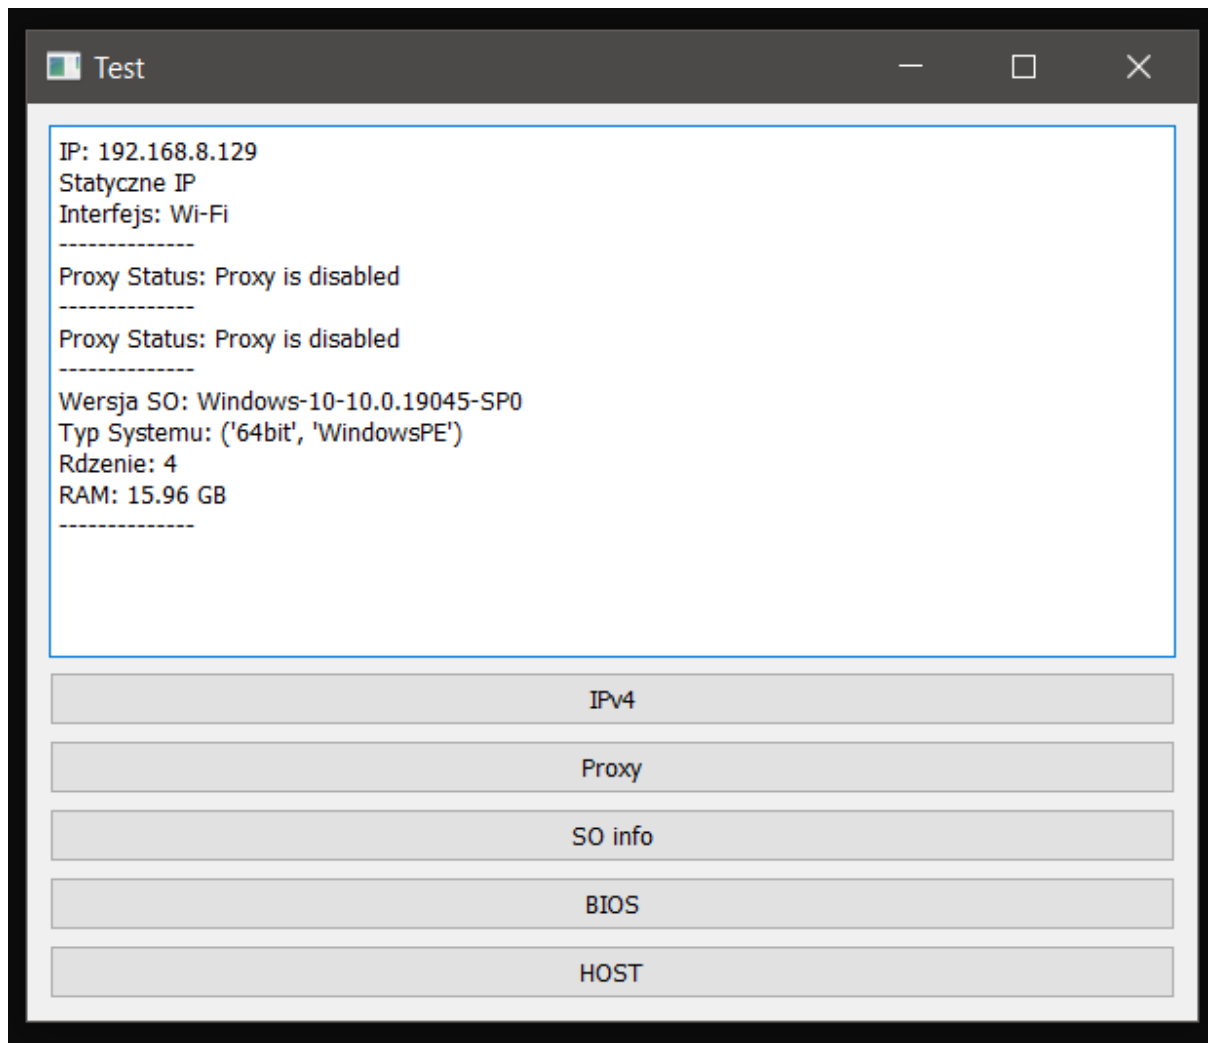 Test
IP: 192.168.8.129
Statyczne IP
Interfejs: Wi-Fi
--------------
Proxy Status: Proxy is disabled
--------------
Proxy Status: Proxy is disabled
--------------
Wersja SO: Windows-10-10.0.19045-SP0
Typ Systemu: ('64bit', 'WindowsPE')
Rdzenie: 4
RAM: 15.96 GB
--------------
IPv4
Proxy
SO info
BIOS
HOST